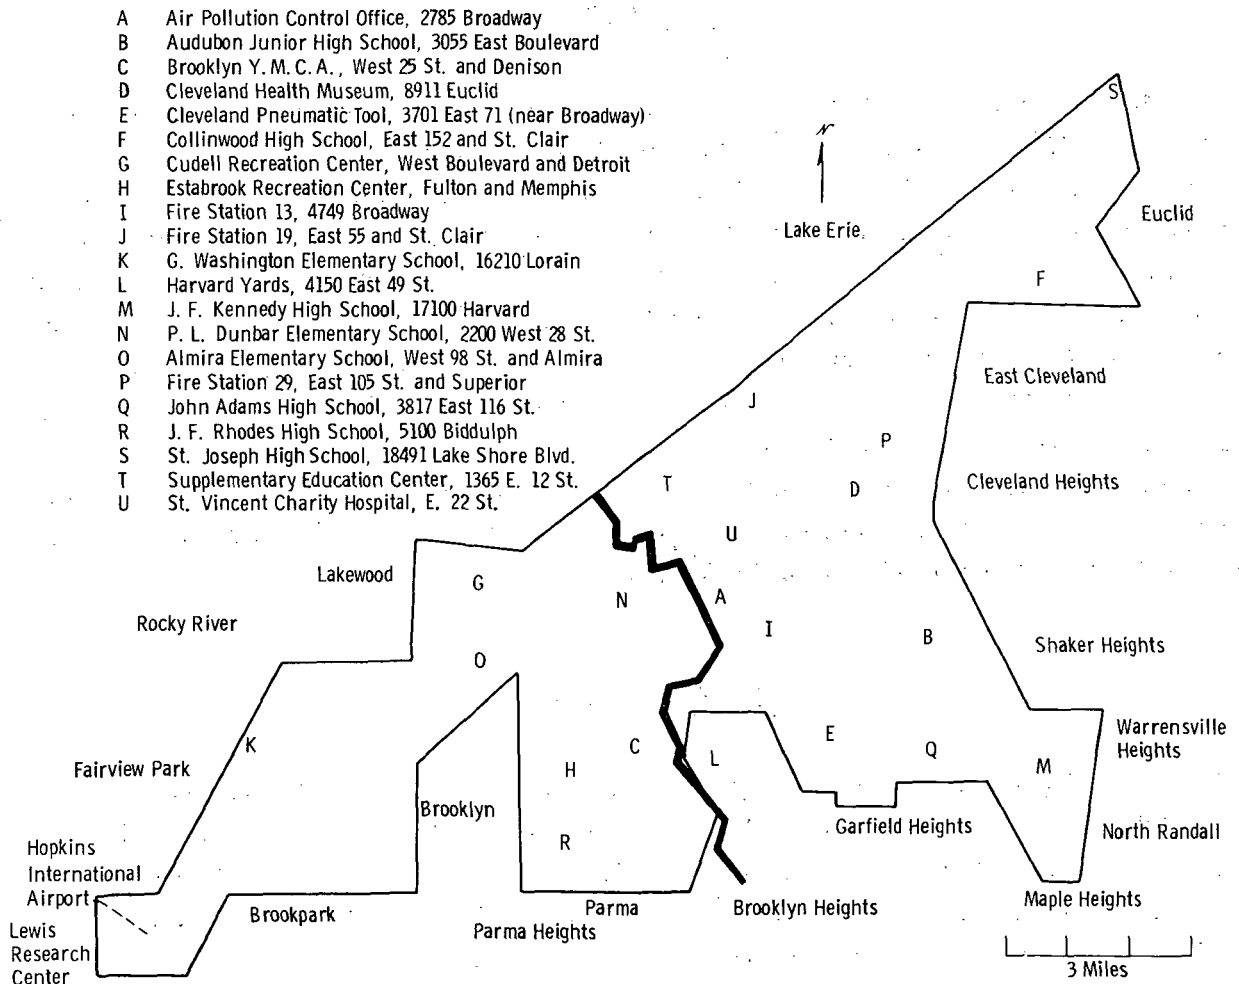 A Air Pollution Control Office, 2785 Broadway
B Audubon Junior High School, 3055 East Boulevard
C Brooklyn Y.M.C.A., West 25 St. and Denison
D Cleveland Health Museum, 8911 Euclid
E Cleveland Pneumatic Tool, 3701 East 71 (near Broadway)
F Collinwood High School, East 152 and St. Clair
G Cudell Recreation Center, West Boulevard and Detroit
H Estabrook Recreation Center, Fulton and Memphis
I Fire Station 13, 4749 Broadway
J Fire Station 19, East 55 and St. Clair
K G. Washington Elementary School, 16210 Lorain
L Harvard Yards, 4150 East 49 St.
M J. F. Kennedy High School, 17100 Harvard
N P. L. Dunbar Elementary School, 2200 West 28 St.
O Almira Elementary School, West 98 St. and Almira
P Fire Station 29, East 105 St. and Superior
Q John Adams High School, 3817 East 116 St.
R J. F. Rhodes High School, 5100 Biddulph
S St. Joseph High School, 18491 Lake Shore Blvd.
T Supplementary Education Center, 1365 E. 12 St.
U St. Vincent Charity Hospital, E. 22 St.
S
N
Lake Erie
Euclid
F
East Cleveland
J
P
T
D
Cleveland Heights
U
Lakewood
G
N
A
Rocky River
I
B
Shaker Heights
O
K
C
E
Q
L
Warrensville
Heights
Fairview Park
H
M
Brooklyn
Garfield Heights
North Randall
R
Hopkins
International
Airport
Brookpark
Parma
Brooklyn Heights
Maple Heights
Parma Heights
Lewis
Research
Center
3 Miles